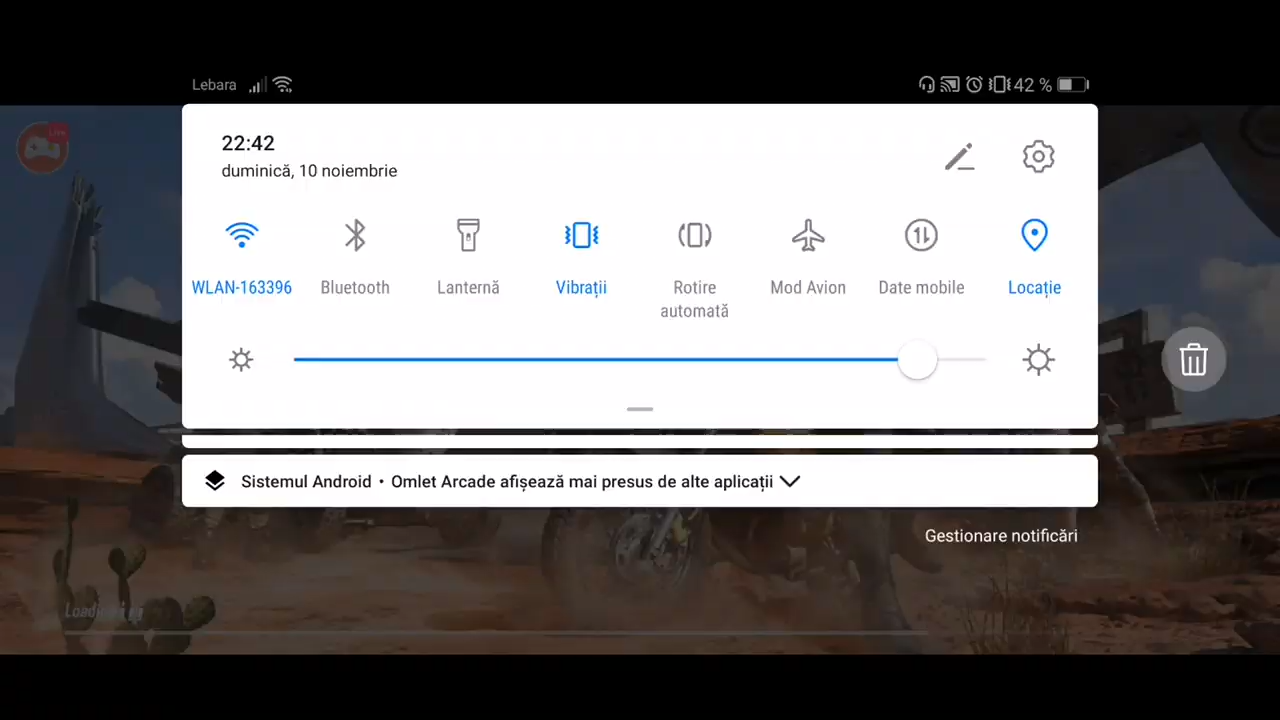 Lebara
42 %
Live
22:42
duminică, 10 noiembrie
WLAN-163396
Bluetooth
Lanternă
Vibrații
Rotire
automată
Mod Avion
Date mobile
Locație
Sistemul Android • Omlet Arcade afișează mai presus de alte aplicații
Gestionare notificări